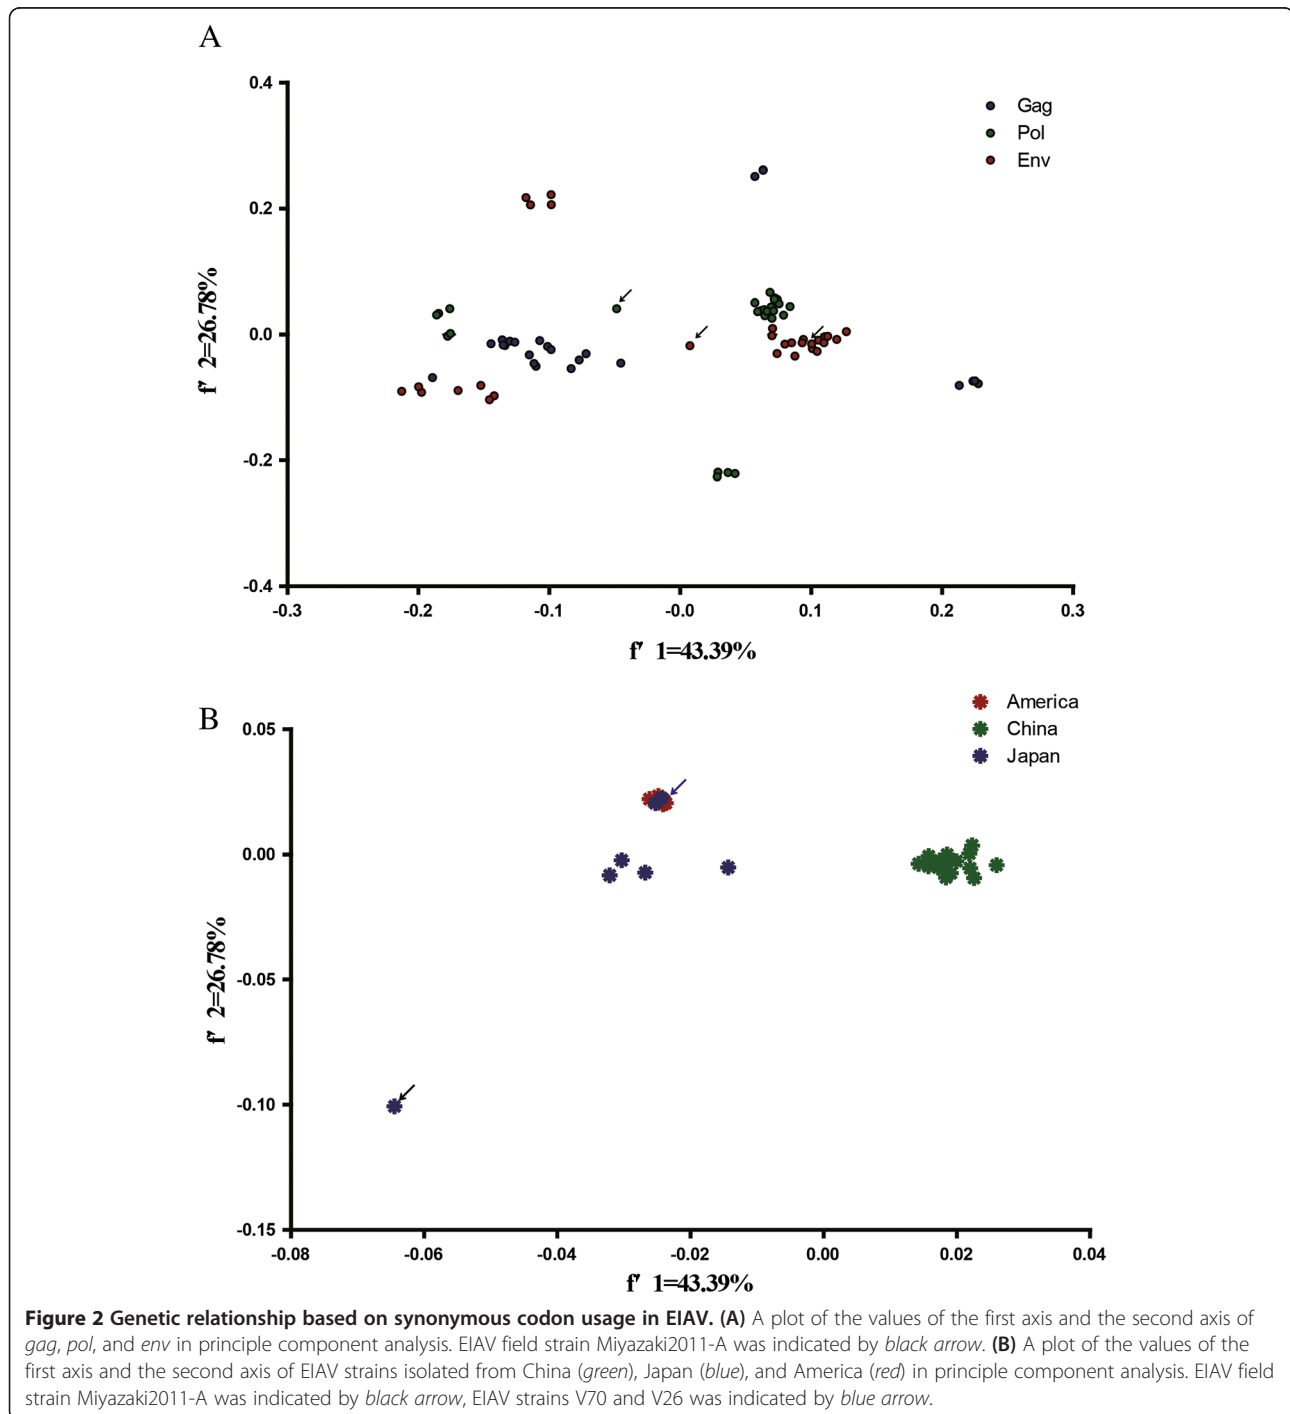 A
0.4
0.2
0.0
-0.2
-0.4
f' 2=26.78%
Gag
Pol
Env
-0.3 -0.2 -0.1 -0.0 0.1 0.2 0.3
f' 1=43.39%
B
0.05
0.00
-0.05
-0.10
-0.15
f' 2=26.78%
America
China
Japan
-0.08 -0.06 -0.04 -0.02 0.00 0.02 0.04
f' 1=43.39%
Figure 2 Genetic relationship based on synonymous codon usage in EIAV. (A) A plot of the values of the first axis and the second axis of
gag, pol, and env in principle component analysis. EIAV field strain Miyazaki2011-A was indicated by black arrow. (B) A plot of the values of the
first axis and the second axis of EIAV strains isolated from China (green), Japan (blue), and America (red) in principle component analysis. EIAV field
strain Miyazaki2011-A was indicated by black arrow, EIAV strains V70 and V26 was indicated by blue arrow.